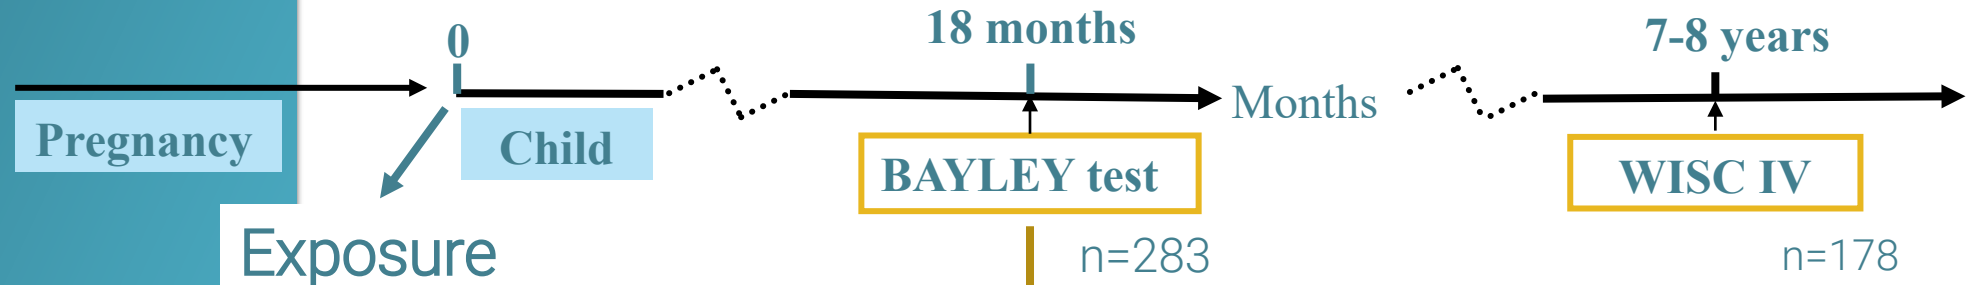 0
18 months
7-8 years
Months
Pregnancy
Child
BAYLEY test
WISC IV
Exposure
n=283
n=178